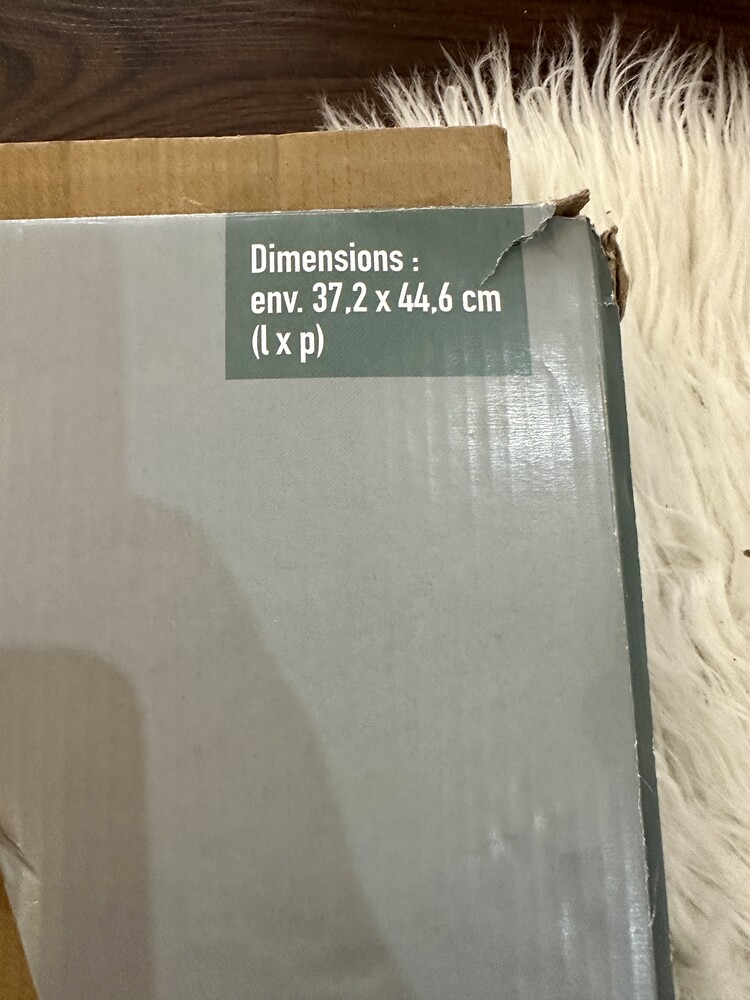 Dimensions :
env. 37,2 x 44,6 cm
(l x p)